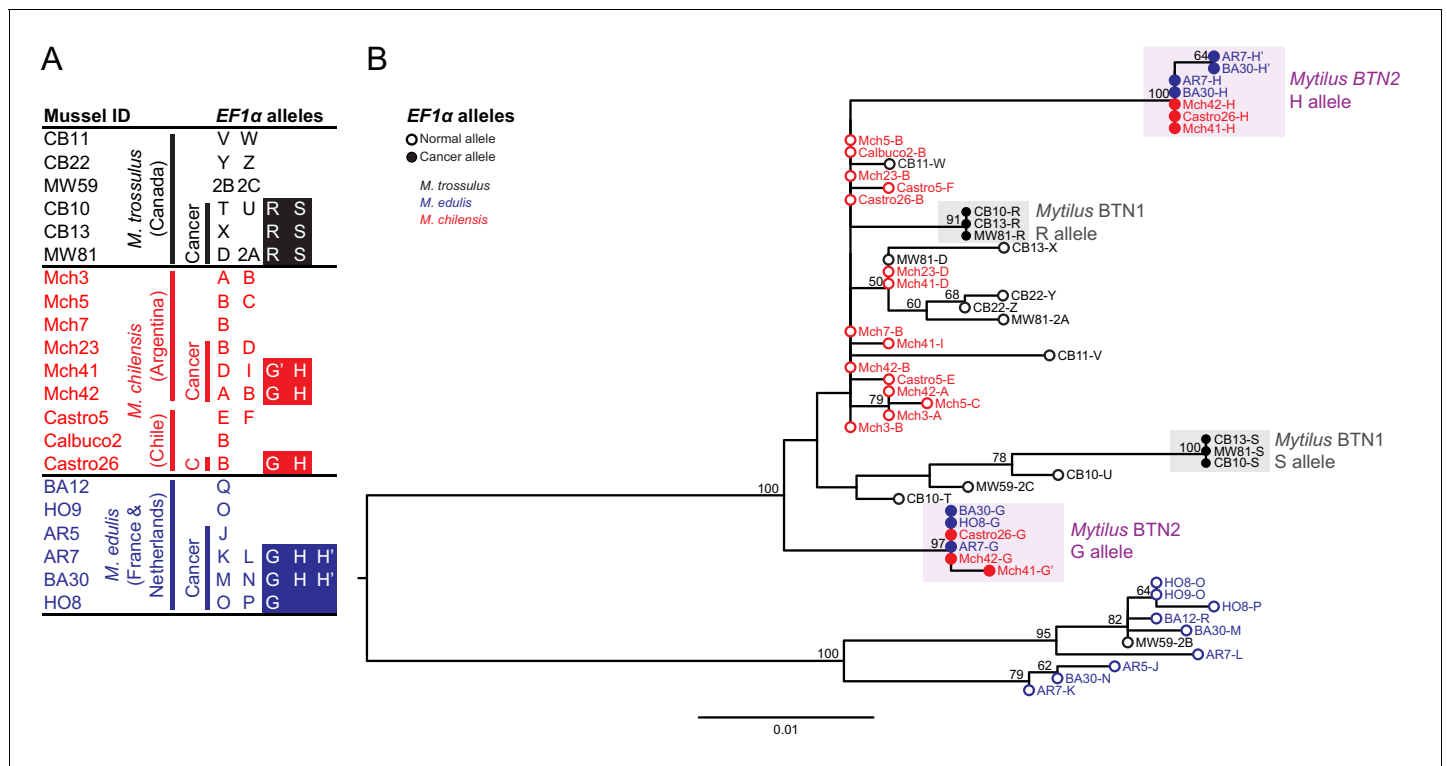 A
Mussel ID EF1α alleles
CB11 V W
CB22 Y Z
MW59 2B 2C
CB10 T U R S
CB13 X R S
MW81 D 2A R S
M. trossulus
(Canada)
Cancer
Mch3 A B
Mch5 B C
Mch7 B
Mch23 B D
Mch41 D I G' H
Mch42 A B G H
Castro5 E F
Calbuco2 B
Castro26 B G H
M. chilensis
(Argentina)
(Chile)
Cancer
C
BA12 Q
HO9 O
AR5 J
AR7 K L G H H'
BA30 M N G H H'
HO8 O P G
M. edulis
(France &
Netherlands)
Cancer
B
EF1α alleles
Normal allele
Cancer allele
M. trossulus
M. edulis
M. chilensis
64
AR7-H'
BA30-H'
AR7-H
100
BA30-H
Mch42-H
Castro26-H
Mch41-H
Mytilus BTN2
H allele
Mch5-B
Calbuco2-B
CB11-W
Mch23-B
Castro5-F
Castro26-B
91
CB10-R
CB13-R
MW81-R
Mytilus BTN1
R allele
CB13-X
MW81-D
Mch23-D
50
Mch41-D
68
CB22-Y
CB22-Z
60
MW81-2A
Mch7-B
Mch41-I
CB11-V
Mch42-B
Castro5-E
Mch42-A
79
Mch5-C
Mch3-A
Mch3-B
100
CB13-S
MW81-S
CB10-S
Mytilus BTN1
S allele
78
CB10-U
MW59-2C
CB10-T
100
BA30-G
HO8-G
Castro26-G
97
AR7-G
Mch42-G
Mch41-G'
Mytilus BTN2
G allele
HO8-O
64
HO9-O
HO8-P
82
BA12-R
BA30-M
95
MW59-2B
AR7-L
100
62
AR5-J
79
BA30-N
AR7-K
0.01